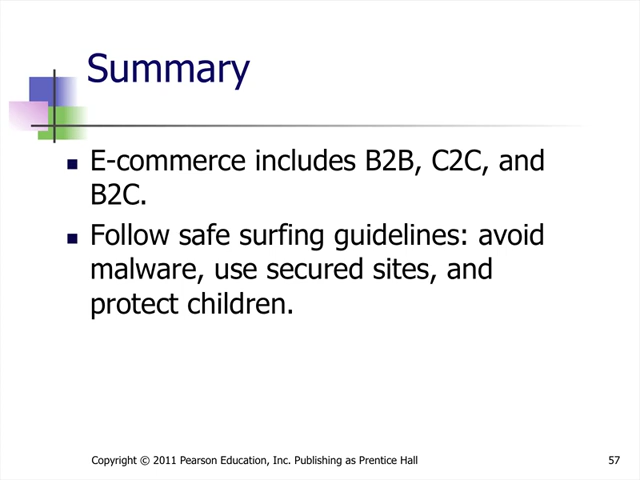 Summary
E-commerce includes B2B, C2C, and
B2C.
Follow safe surfing guidelines: avoid
malware, use secured sites, and
protect children.
Copyright © 2011 Pearson Education, Inc. Publishing as Prentice Hall 57